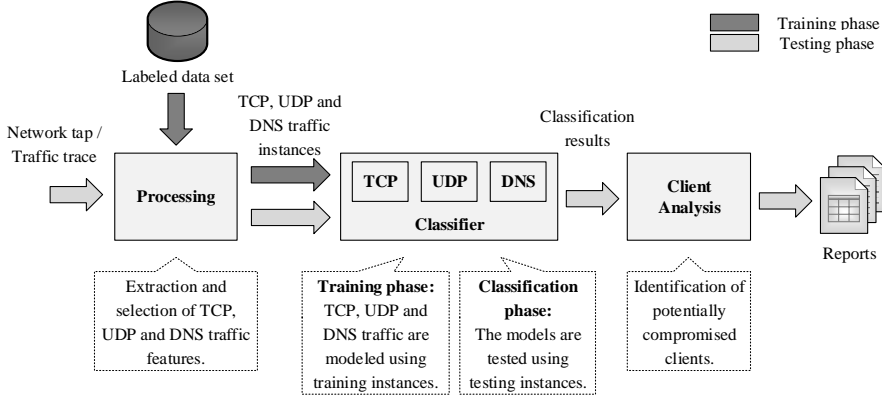 Training phase
Testing phase
Labeled data set
Network tap /
Traffic trace
TCP, UDP and
DNS traffic
instances
Classification
results
Processing
TCP
UDP
DNS
Classifier
Client
Analysis
Reports
Extraction and
selection of TCP,
UDP and DNS traffic
features.
Training phase:
TCP, UDP and
DNS traffic are
modeled using
training instances.
Classification
phase:
The models are
tested using
testing instances.
Identification of
potentially
compromised
clients.